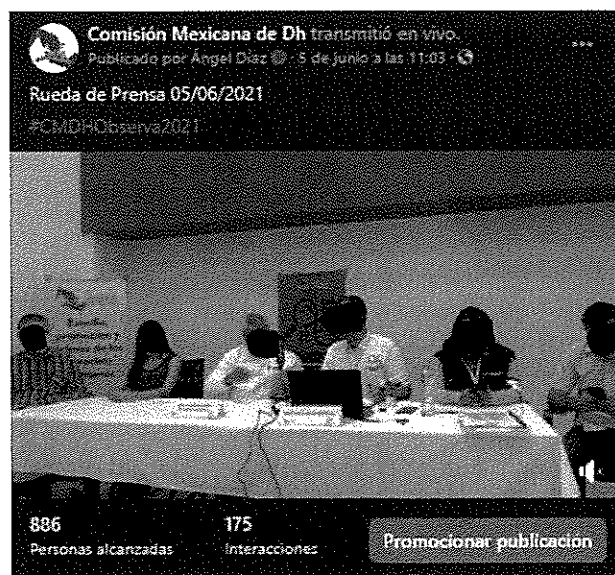 Comisión Mexicana de Dh transmitió en vivo.
Publicado por Ángel Díaz · 5 de junio a las 11:03 ·
Rueda de Prensa 05/06/2021
#CMDHObserva2021
886
Personas alcanzadas
175
Interacciones
Promocionar publicación